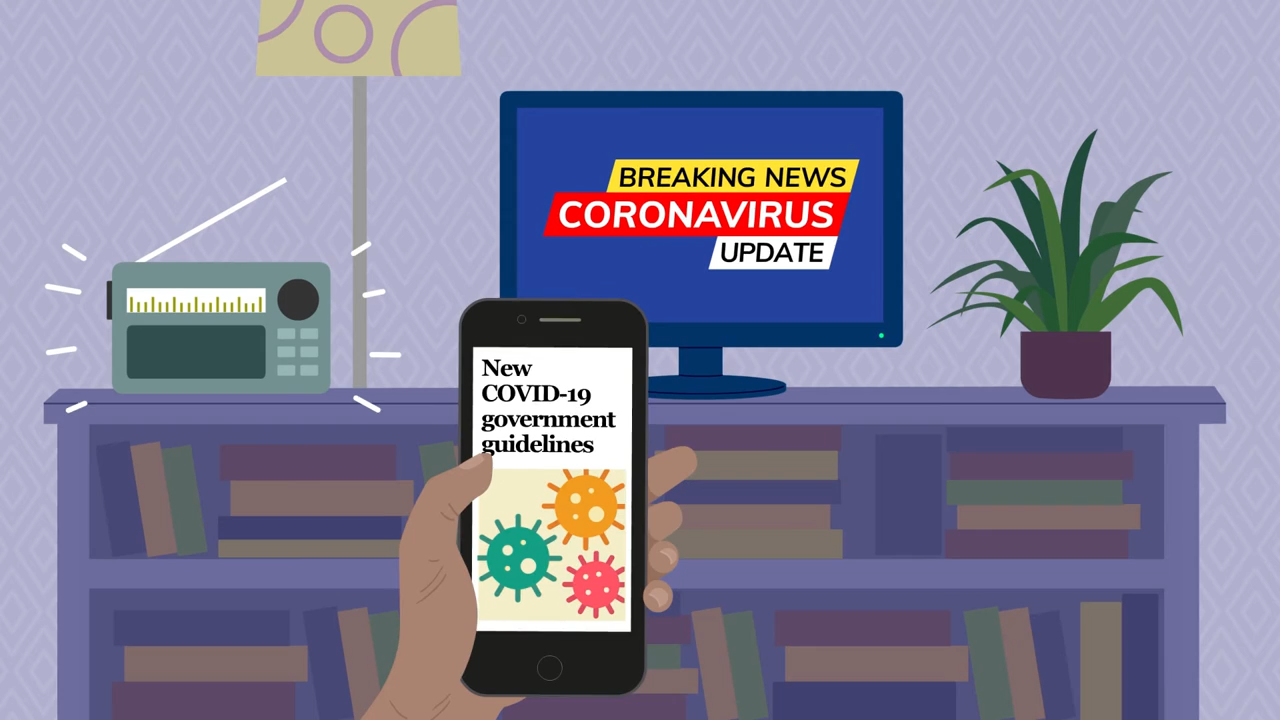 BREAKING NEWS
CORONAVIRUS
UPDATE
New
COVID-19
government
guidelines